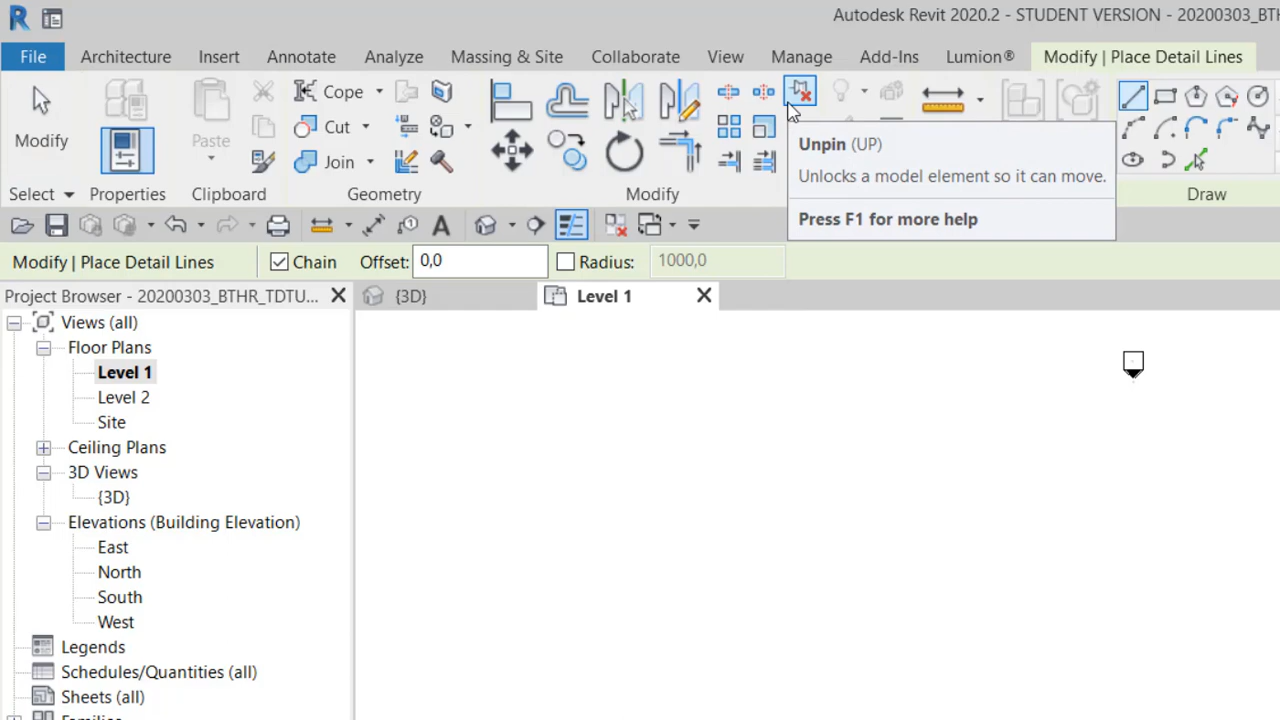 Autodesk Revit 2020.2 - STUDENT VERSION - 20200303_BTH
File Architecture Insert Annotate Analyze Massing & Site Collaborate View Manage Add-Ins Lumion® Modify | Place Detail Lines
Modify
Paste
Cope
Cut
Join
Select Properties Clipboard Geometry Modify Draw
Unpin (UP)
Unlocks a model element so it can move.
Press F1 for more help
A
Modify | Place Detail Lines Chain Offset: 0,0 Radius: 1000,0
Project Browser - 20200303_BTHR_TDTU...
{3D} Level 1
Views (all)
Floor Plans
Level 1
Level 2
Site
Ceiling Plans
3D Views
{3D}
Elevations (Building Elevation)
East
North
South
West
Legends
Schedules/Quantities (all)
Sheets (all)